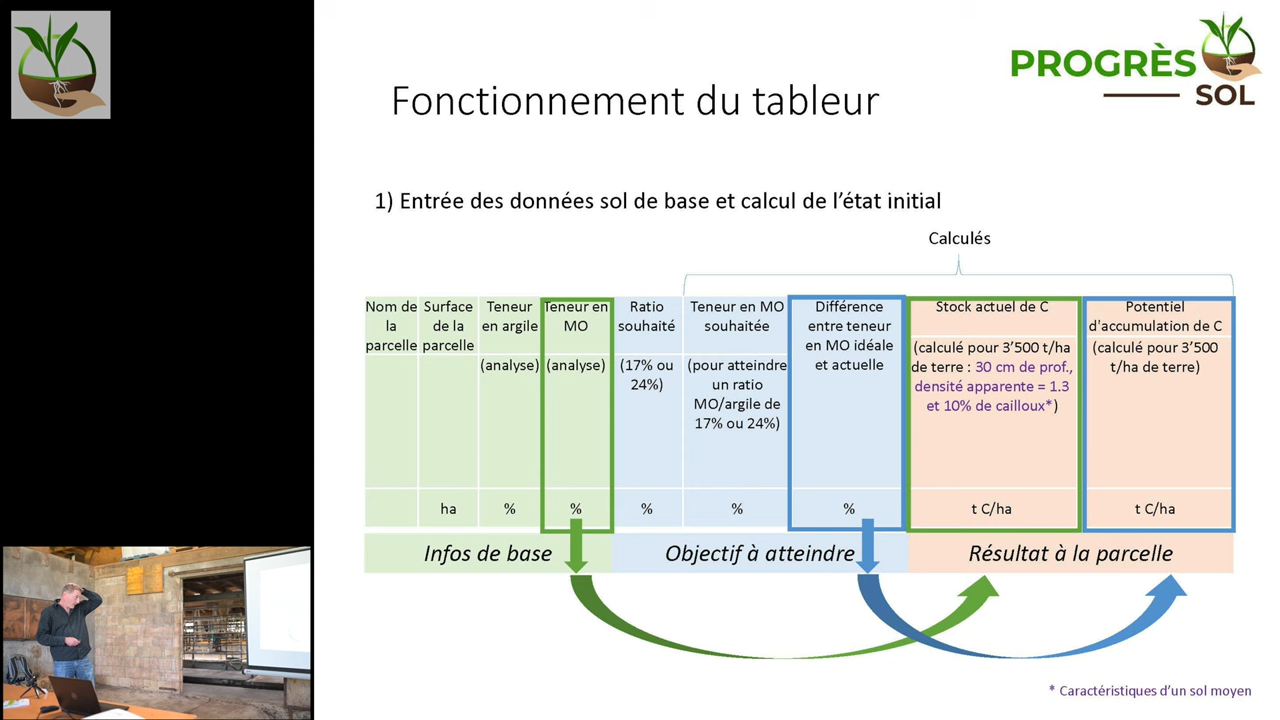 PROGRÈS
SOL
Fonctionnement du tableur
1) Entrée des données sol de base et calcul de l’état initial
Calculés
Nom de
la
parcelle
Surface
de la
parcelle
Teneur
en argile
(analyse)
Teneur en
MO
(analyse)
Ratio
souhaité
(17% ou
24%)
Teneur en MO
souhaitée
(pour atteindre
un ratio
MO/argile de
17% ou 24%)
Différence
entre teneur
en MO idéale
et actuelle
Stock actuel de C
(calculé pour 3’500 t/ha
de terre : 30 cm de prof.,
densité apparente = 1.3
et 10% de cailloux*)
Potentiel
d'accumulation de C
(calculé pour 3’500
t/ha de terre)
ha
%
%
%
%
%
t C/ha
t C/ha
Infos de base
Objectif à atteindre
Résultat à la parcelle
* Caractéristiques d’un sol moyen